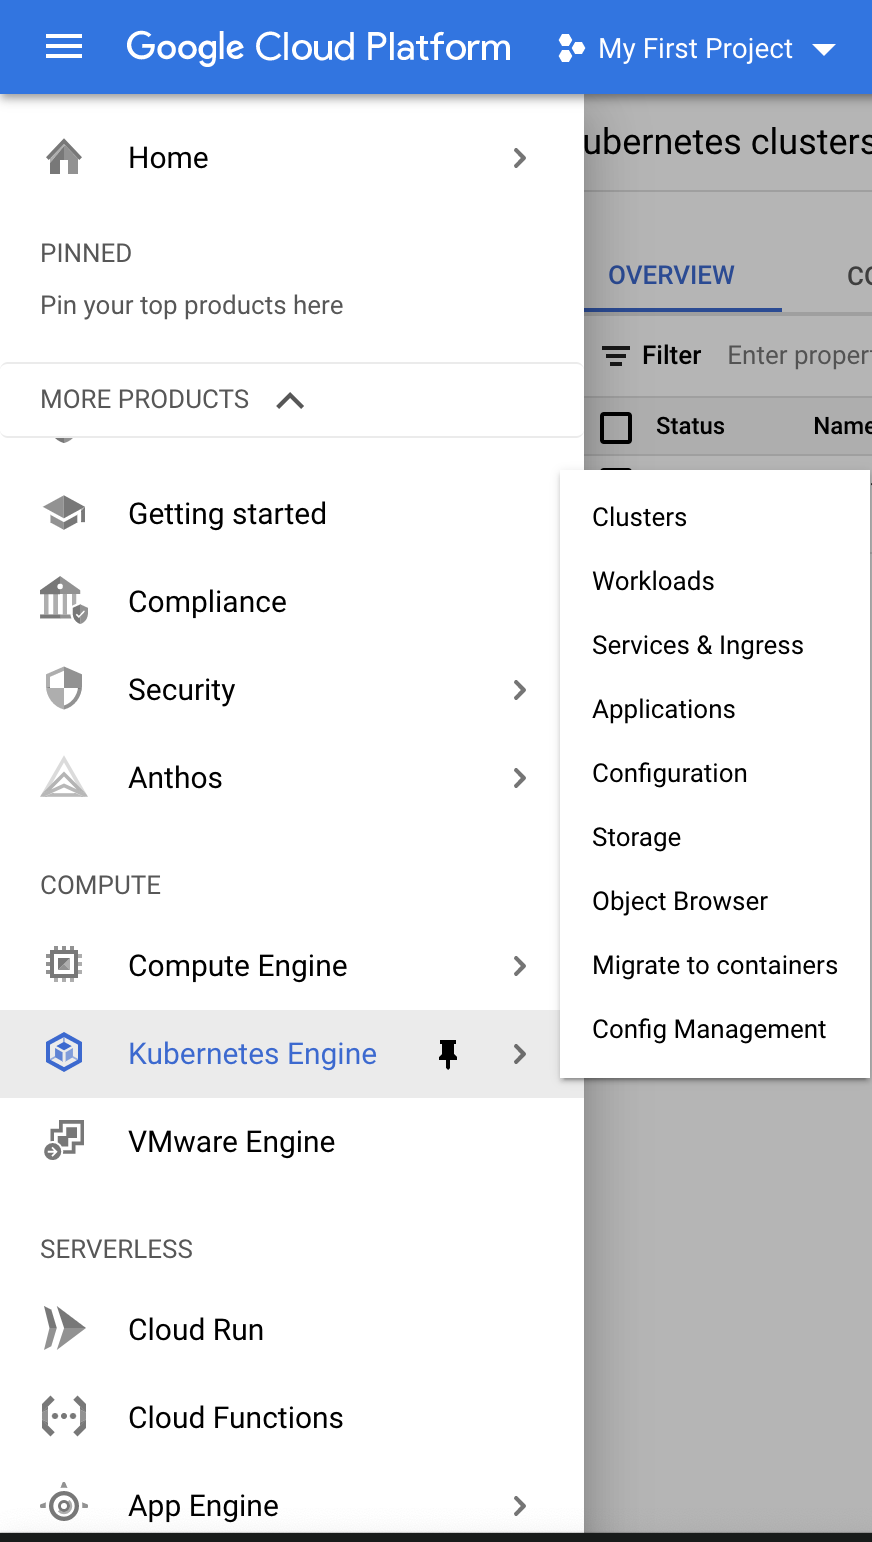 Google Cloud Platform
My First Project
Home
PINNED
Pin your top products here
MORE PRODUCTS
Getting started
Compliance
Security
Anthos
COMPUTE
Compute Engine
Kubernetes Engine
VMware Engine
SERVERLESS
Cloud Run
Cloud Functions
App Engine
ubernetes clusters
OVERVIEW
CO
Filter
Enter proper
Status
Name
Clusters
Workloads
Services & Ingress
Applications
Configuration
Storage
Object Browser
Migrate to containers
Config Management